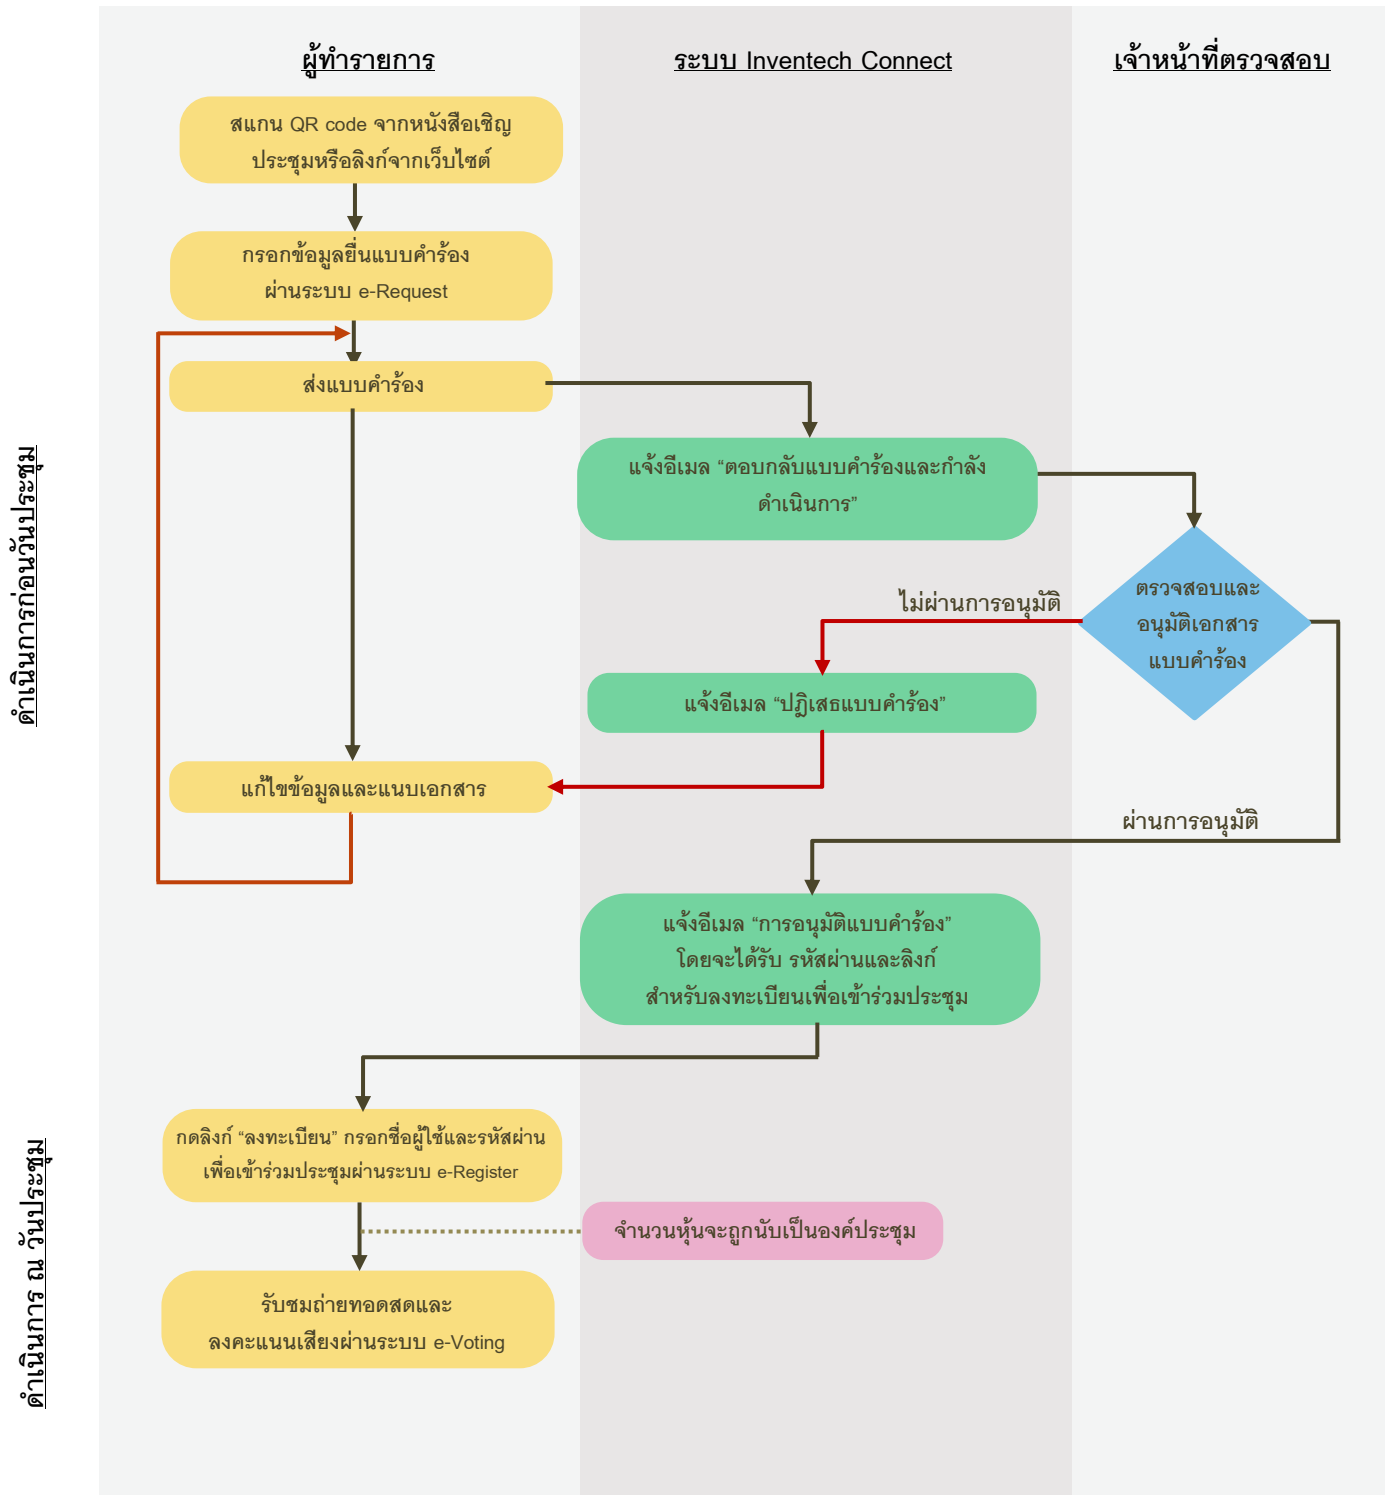 ผู้ทำรายการ
ระบบ Inventech Connect
เจ้าหน้าที่ตรวจสอบ
สแกน QR code จากหนังสือเชิญ
ประชุมหรือลิงก์จากเว็บไซต์
กรอกข้อมูลยื่นแบบคำร้อง
ผ่านระบบ e-Request
ส่งแบบคำร้อง
ดำเนินการก่อนวันประชุม
แจ้งอีเมล “ตอบกลับแบบคำร้องและกำลัง
ดำเนินการ”
ตรวจสอบและ
อนุมัติเอกสาร
แบบคำร้อง
ไม่ผ่านการอนุมัติ
แจ้งอีเมล “ปฎิเสธแบบคำร้อง”
แก้ไขข้อมูลและแนบเอกสาร
ผ่านการอนุมัติ
แจ้งอีเมล “การอนุมัติแบบคำร้อง”
โดยจะได้รับ รหัสผ่านและลิงก์
สำหรับลงทะเบียนเพื่อเข้าร่วมประชุม
ดำเนินการ ณ วันประชุม
กดลิงก์ “ลงทะเบียน” กรอกชื่อผู้ใช้และรหัสผ่าน
เพื่อเข้าร่วมประชุมผ่านระบบ e-Register
จำนวนหุ้นจะถูกนับเป็นองค์ประชุม
รับชมถ่ายทอดสดและ
ลงคะแนนเสียงผ่านระบบ e-Voting